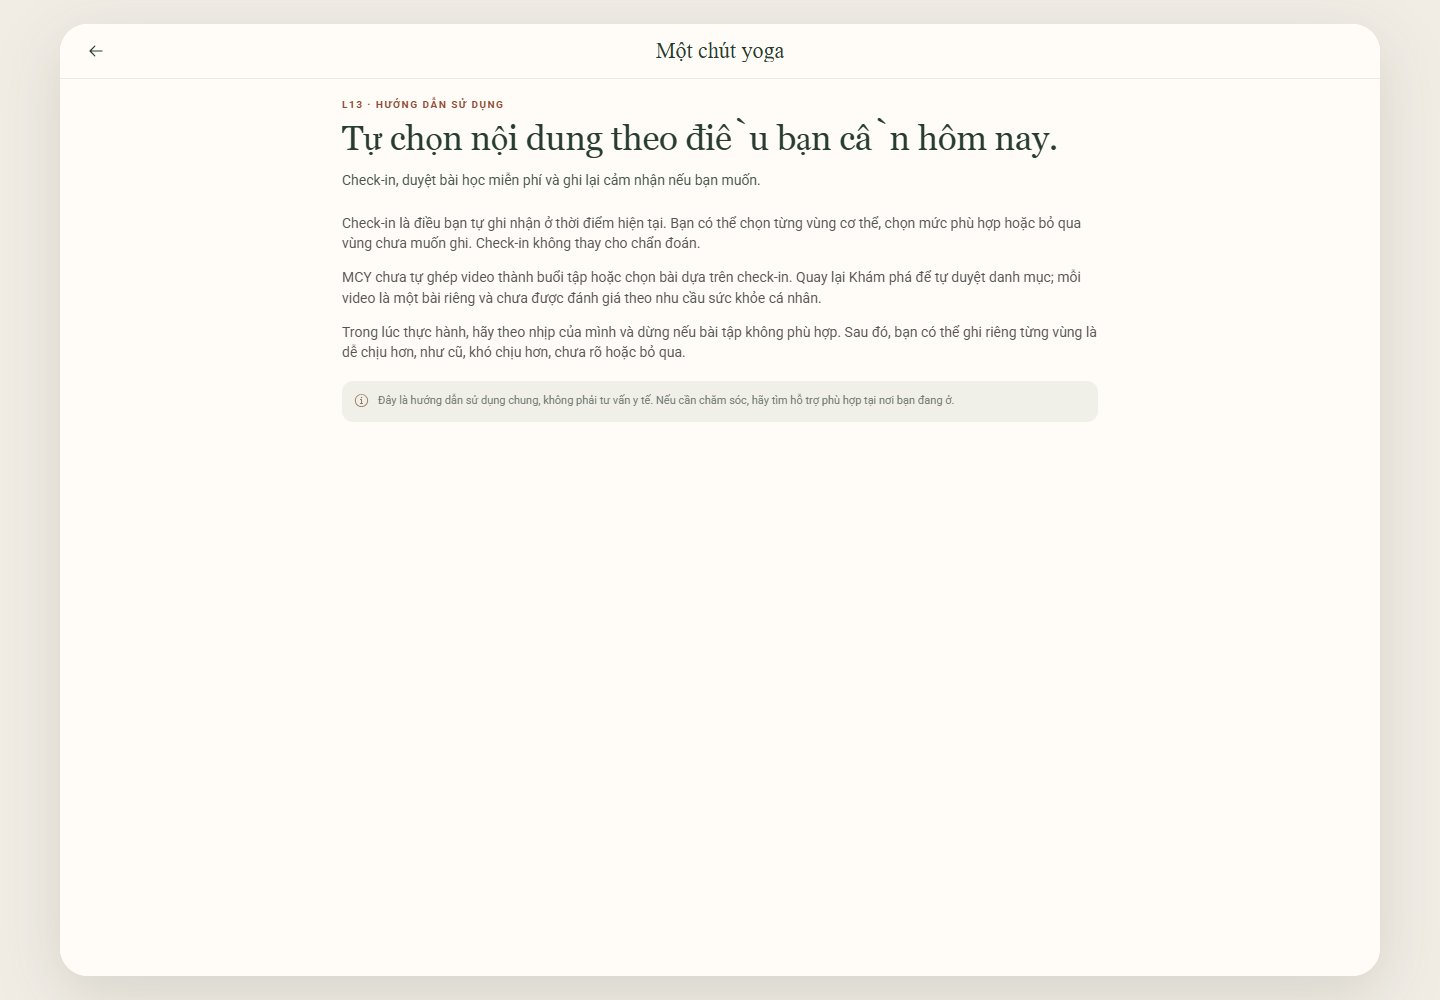 Một chút yoga
L13 · HƯỚNG DẪN SỬ DỤNG
Tự chọn nội dung theo điều bạn cần hôm nay.
Check-in, duyệt bài học miễn phí và ghi lại cảm nhận nếu bạn muốn.
Check-in là điều bạn tự ghi nhận ở thời điểm hiện tại. Bạn có thể chọn từng vùng cơ thể, chọn mức phù hợp hoặc bỏ qua
vùng chưa muốn ghi. Check-in không thay cho chẩn đoán.
MCY chưa tự ghép video thành buổi tập hoặc chọn bài dựa trên check-in. Quay lại Khám phá để tự duyệt danh mục; mỗi
video là một bài riêng và chưa được đánh giá theo nhu cầu sức khỏe cá nhân.
Trong lúc thực hành, hãy theo nhịp của mình và dừng nếu bài tập không phù hợp. Sau đó, bạn có thể ghi riêng từng vùng là
dễ chịu hơn, như cũ, khó chịu hơn, chưa rõ hoặc bỏ qua.
Đây là hướng dẫn sử dụng chung, không phải tư vấn y tế. Nếu cần chăm sóc, hãy tìm hỗ trợ phù hợp tại nơi bạn đang ở.